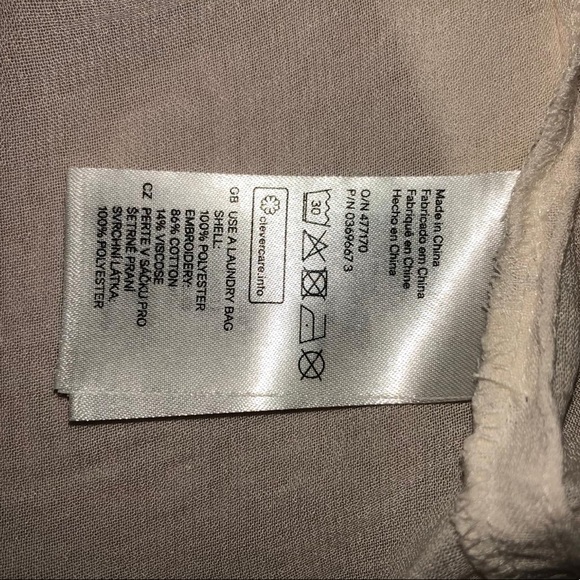 Made in China
Fabricado em China
Fabriqué en Chine
Hecho en China
O/N 477170
P/N 0369667 3
30
clevercare.info
GB USE A LAUNDRY BAG
SHELL:
100% POLYESTER
EMBROIDERY:
86% COTTON
14% VISCOSE
CZ PERTE V SÁČKU PRO
ŠETRNÉ PRANÍ
SVRCHNÍ LÁTKA:
100% POLYESTER